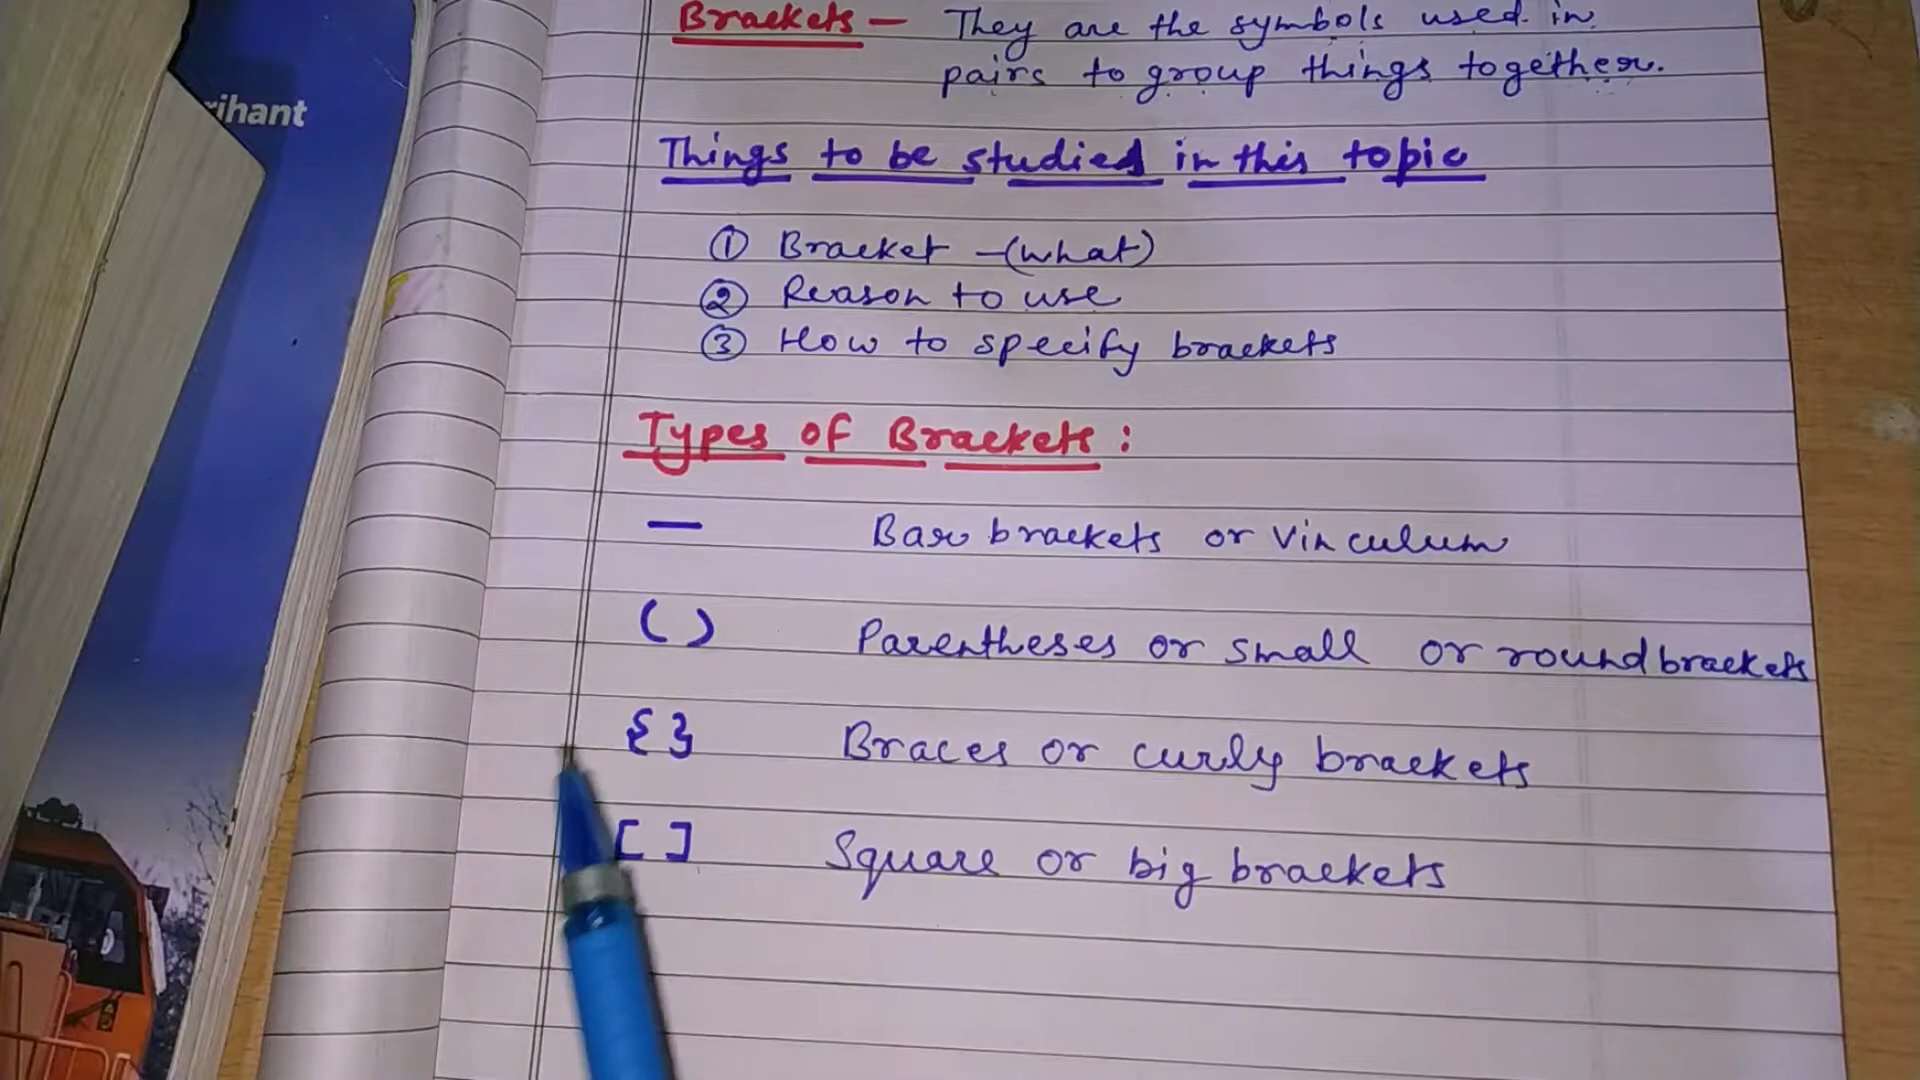 Brackets — They are the symbols used in
pairs to group things together.
Things to be studied in this topic
① Bracket -(what)
② Reason to use
③ How to specify brackets
Types of Brackets :
— Bar brackets or Vinculum
( ) Parentheses or small or round brackets
{ } Braces or curly brackets
[ ] Square or big brackets
rihant